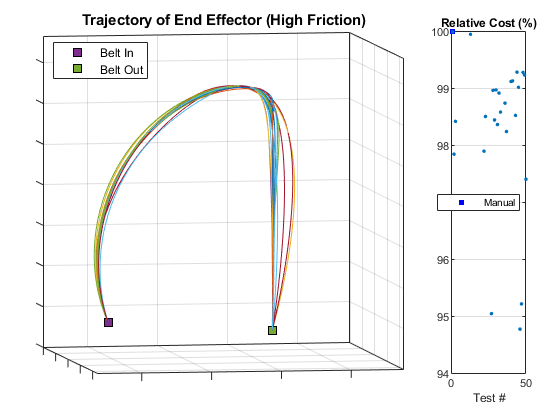 Trajectory of End Effector (High Friction)
Belt In
Belt Out
Relative Cost (%)
100
99
98
Manual
96
95
94
0
50
Test #